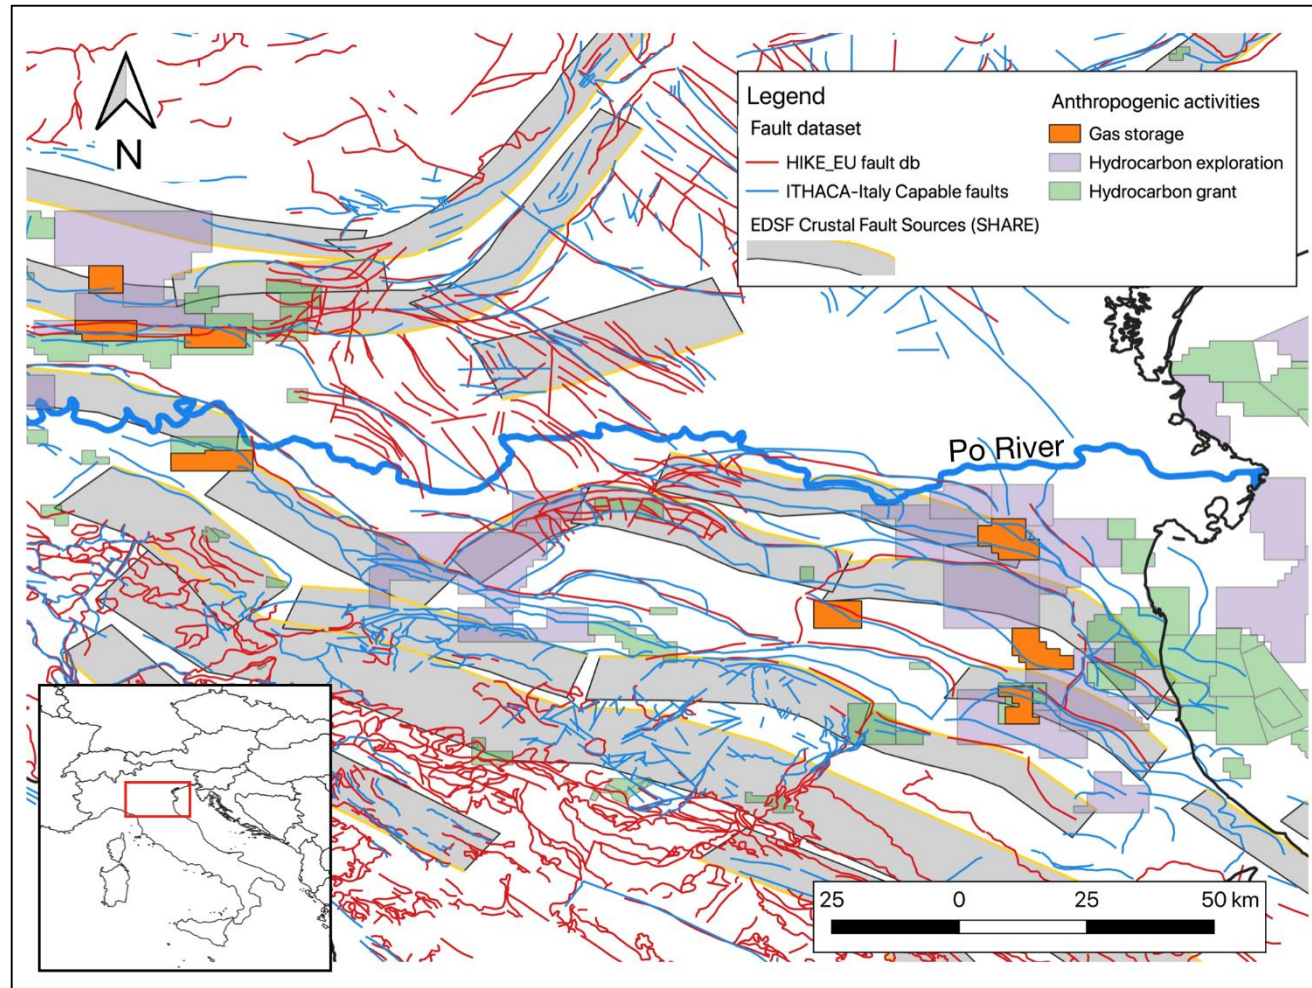 N
Legend
Fault dataset
HIKE_EU fault db
ITHACA-Italy Capable faults
EDSF Crustal Fault Sources (SHARE)
Anthropogenic activities
Gas storage
Hydrocarbon exploration
Hydrocarbon grant
Po River
25 0 25 50 km